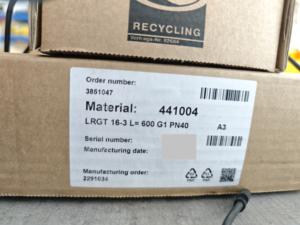 RECYCLING
Order number:
3851047
Material: 441004
LRGT 16-3 L= 600 G1 PN40 A3
Serial number:
Manufacturing date:
Manufacturing order:
2291034